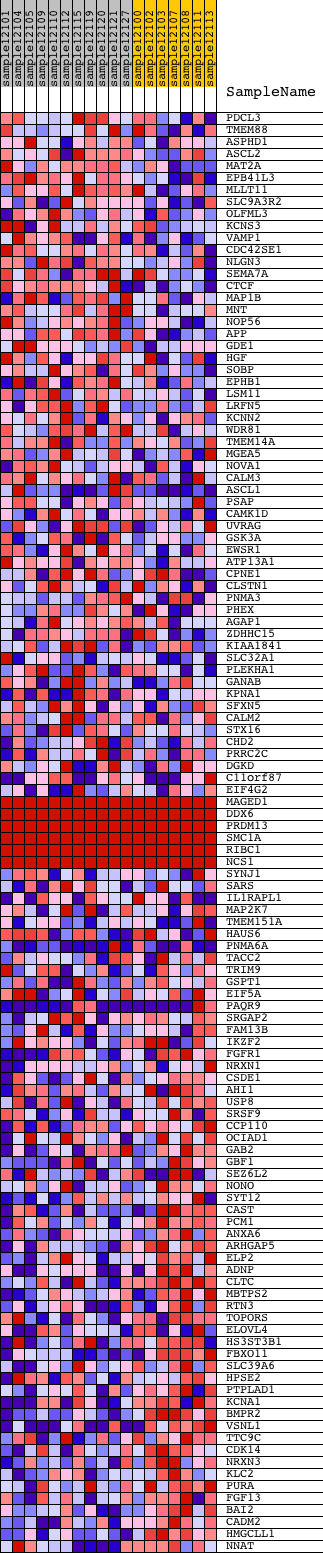 sample12101
sample12104
sample12105
sample12109
sample12110
sample12112
sample12115
sample12119
sample12120
sample12100
sample12102
sample12103
sample12107
sample12108
sample12111
SampleName
PDCL3
TMEM88
ASPHD1
ASCL2
MAT2A
EPB41L3
MLLT11
SLC9A3R2
OLFML3
KCNS3
VAMP1
CDC42SE1
NLGN3
SEMA7A
CTCF
MAP1B
MNT
NOP56
APP
GDE1
HGF
SOBP
EPHB1
LSM11
LRFN5
KCNN2
WDR81
TMEM14A
MGEA5
NOVA1
CALM3
ASCL1
PSAP
CAMK1D
UVRAG
GSK3A
EWSR1
ATP13A1
CPNE1
CLSTN1
PNMA3
PHEX
AGAP1
ZDHHC15
KIAA1841
SLC32A1
PLEKHA1
GANAB
KPNA1
SFXN5
CALM2
STX16
CHD2
PRRC2C
DGKD
C11orf87
EIF4G2
MAGED1
DDX6
PRDM13
SMC1A
RIBC1
NCS1
SYNJ1
SARS
IL1RAPL1
MAP2K7
TMEM151A
HAUS6
PNMA6A
TACC2
TRIM9
GSPT1
EIF5A
PAQR9
SRGAP2
FAM13B
IKZF2
FGFR1
NRXN1
CSDE1
AHI1
USP8
SRSF9
CCP110
OCIAD1
GAB2
GBF1
SEZ6L2
NONO
SYT12
CAST
PCM1
ANXA6
ARHGAP5
ELP2
ADNP
CLTC
MBTPS2
RTN3
TOPORS
ELOVL4
HS3ST3B1
FBXO11
SLC39A6
HPSE2
PTPLAD1
KCNA1
BMPR2
VSNL1
TTC9C
CDK14
NRXN3
KLC2
PURA
FGF13
BAI2
CADM2
HMGCLL1
NNAT